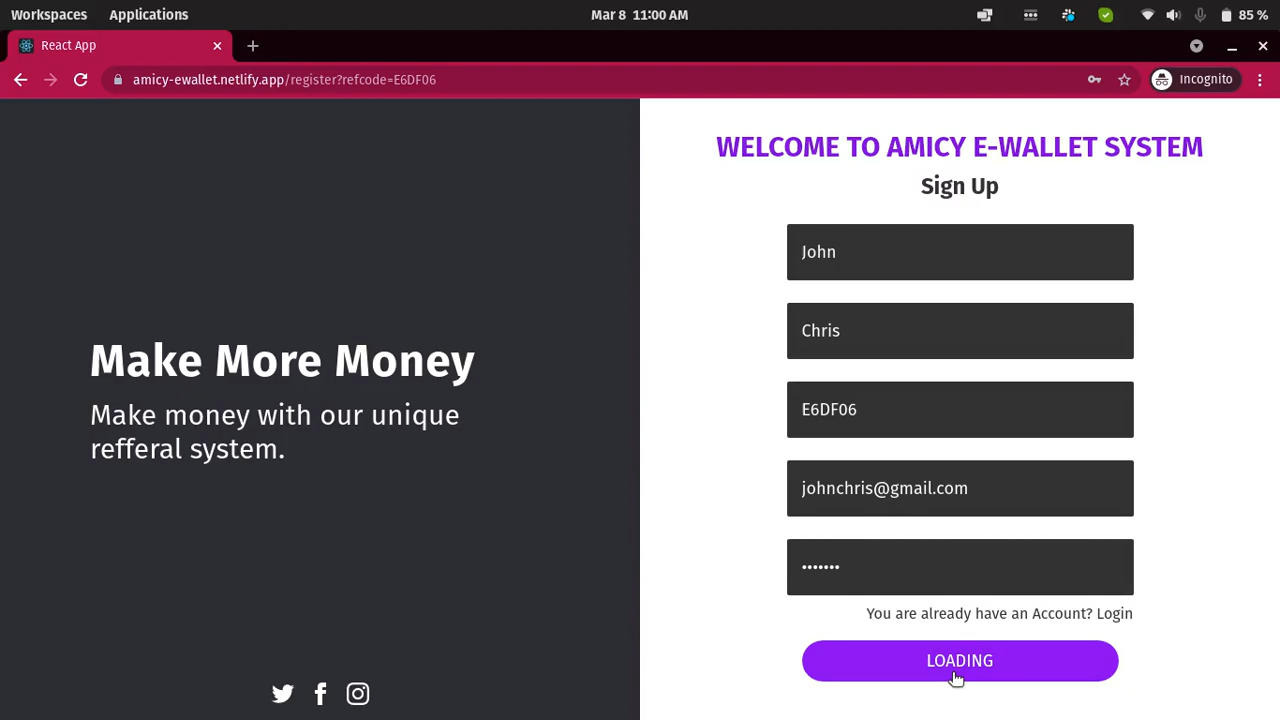 Workspaces Applications Mar 8 11:00 AM 85 %
React App
amicy-ewallet.netlify.app/register?refcode=E6DF06 Incognito
Make More Money
Make money with our unique
refferal system.
WELCOME TO AMICY E-WALLET SYSTEM
Sign Up
John
Chris
E6DF06
johnchris@gmail.com
•••••••
You are already have an Account? Login
LOADING